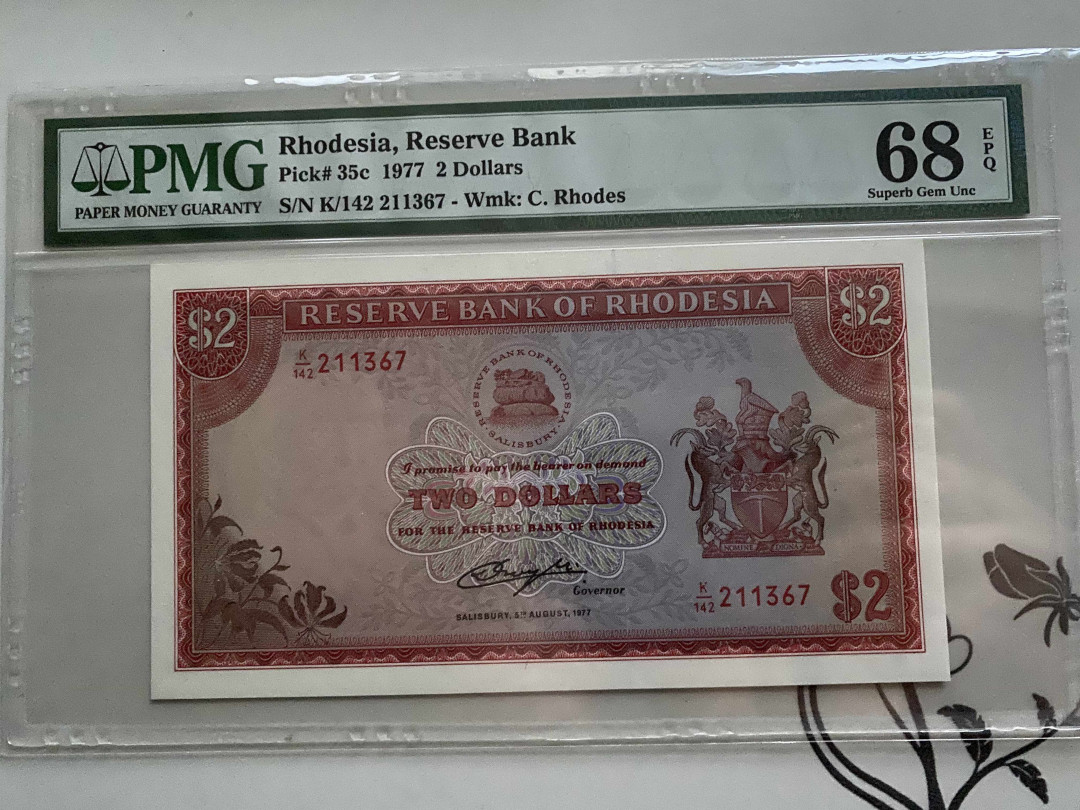 PMG
PAPER MONEY GUARANTY
Rhodesia, Reserve Bank
Pick# 35c 1977 2 Dollars
S/N K/142 211367 - Wmk: C. Rhodes
68
EPQ
Superb Gem Unc
$2
RESERVE BANK OF RHODESIA
$2
K/142 211367
RESERVE BANK OF RHODESIA
SALISBURY
I promise to pay the bearer on demand
TWO DOLLARS
FOR THE RESERVE BANK OF RHODESIA
Governor
SALISBURY, 5TH AUGUST, 1977
NOMINE DIGNA
K/142 211367
$2